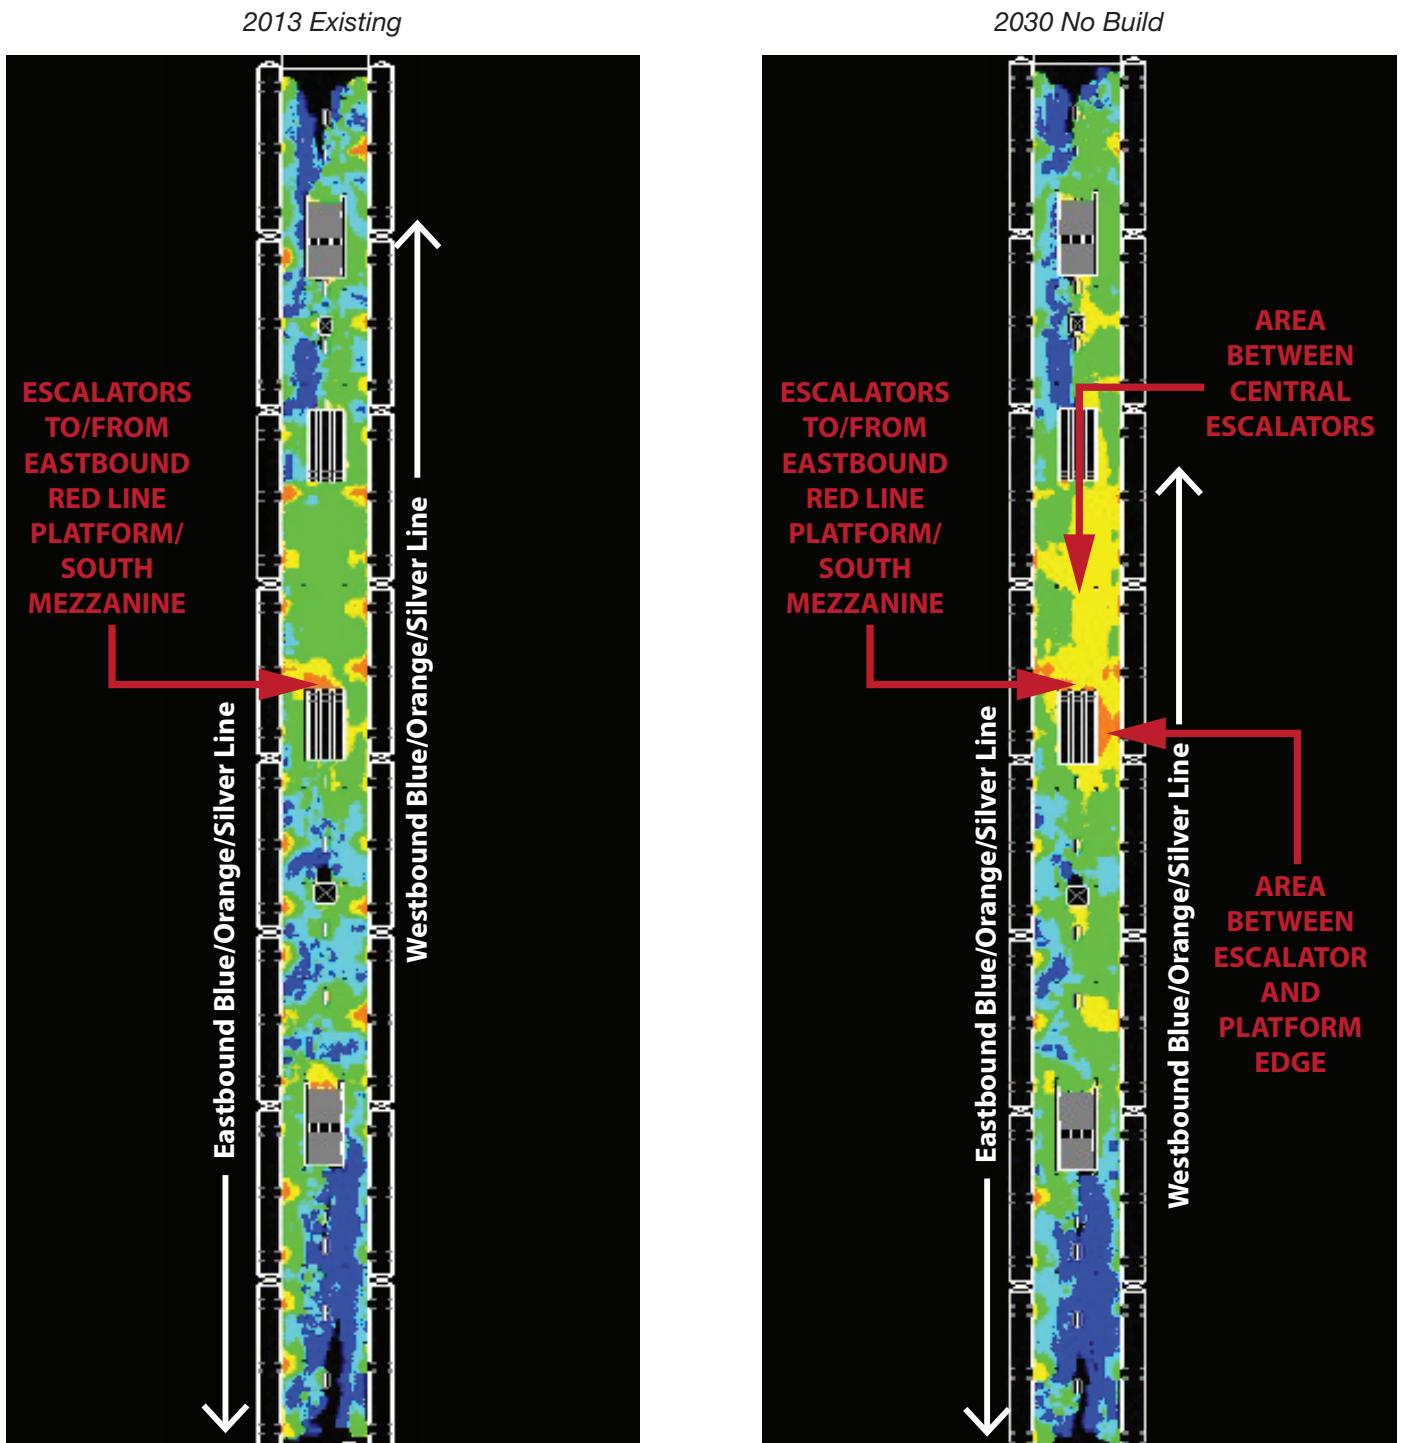 2013 Existing
2030 No Build
ESCALATORS
TO/FROM
EASTBOUND
RED LINE
PLATFORM/
SOUTH
MEZZANINE
Eastbound Blue/Orange/Silver Line
Westbound Blue/Orange/Silver Line
ESCALATORS
TO/FROM
EASTBOUND
RED LINE
PLATFORM/
SOUTH
MEZZANINE
Eastbound Blue/Orange/Silver Line
Westbound Blue/Orange/Silver Line
AREA
BETWEEN
CENTRAL
ESCALATORS
AREA
BETWEEN
ESCALATOR
AND
PLATFORM
EDGE